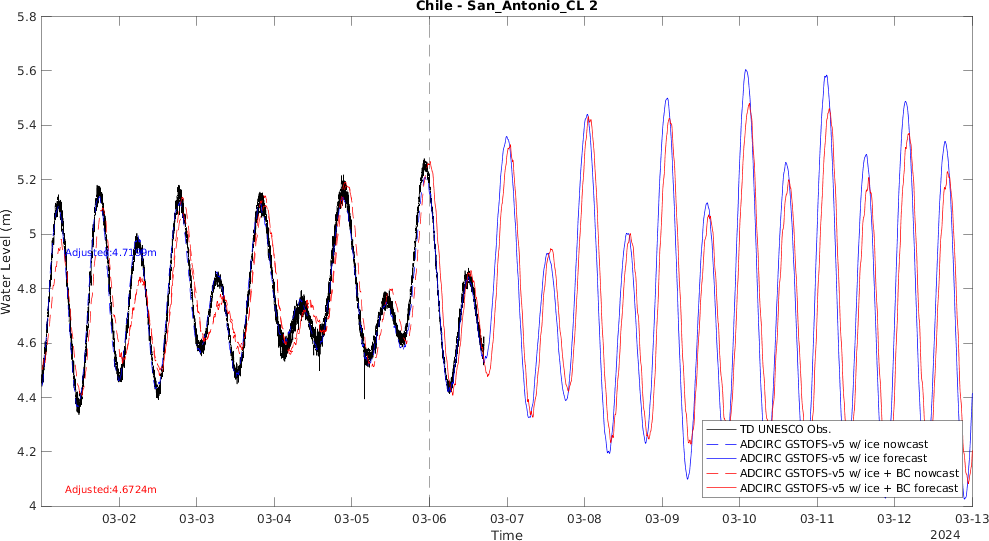 Chile - San_Antonio_CL 2
5.8
5.6
5.4
5.2
5
4.8
4.6
4.4
4.2
4
Water Level (m)
Adjusted:4.7199m
Adjusted:4.6724m
TD UNESCO Obs.
ADCIRC GSTOFS-v5 w/ ice nowcast
ADCIRC GSTOFS-v5 w/ ice forecast
ADCIRC GSTOFS-v5 w/ ice + BC nowcast
ADCIRC GSTOFS-v5 w/ ice + BC forecast
03-02 03-03 03-04 03-05 03-06 03-07 03-08 03-09 03-10 03-11 03-12 03-13
Time
2024